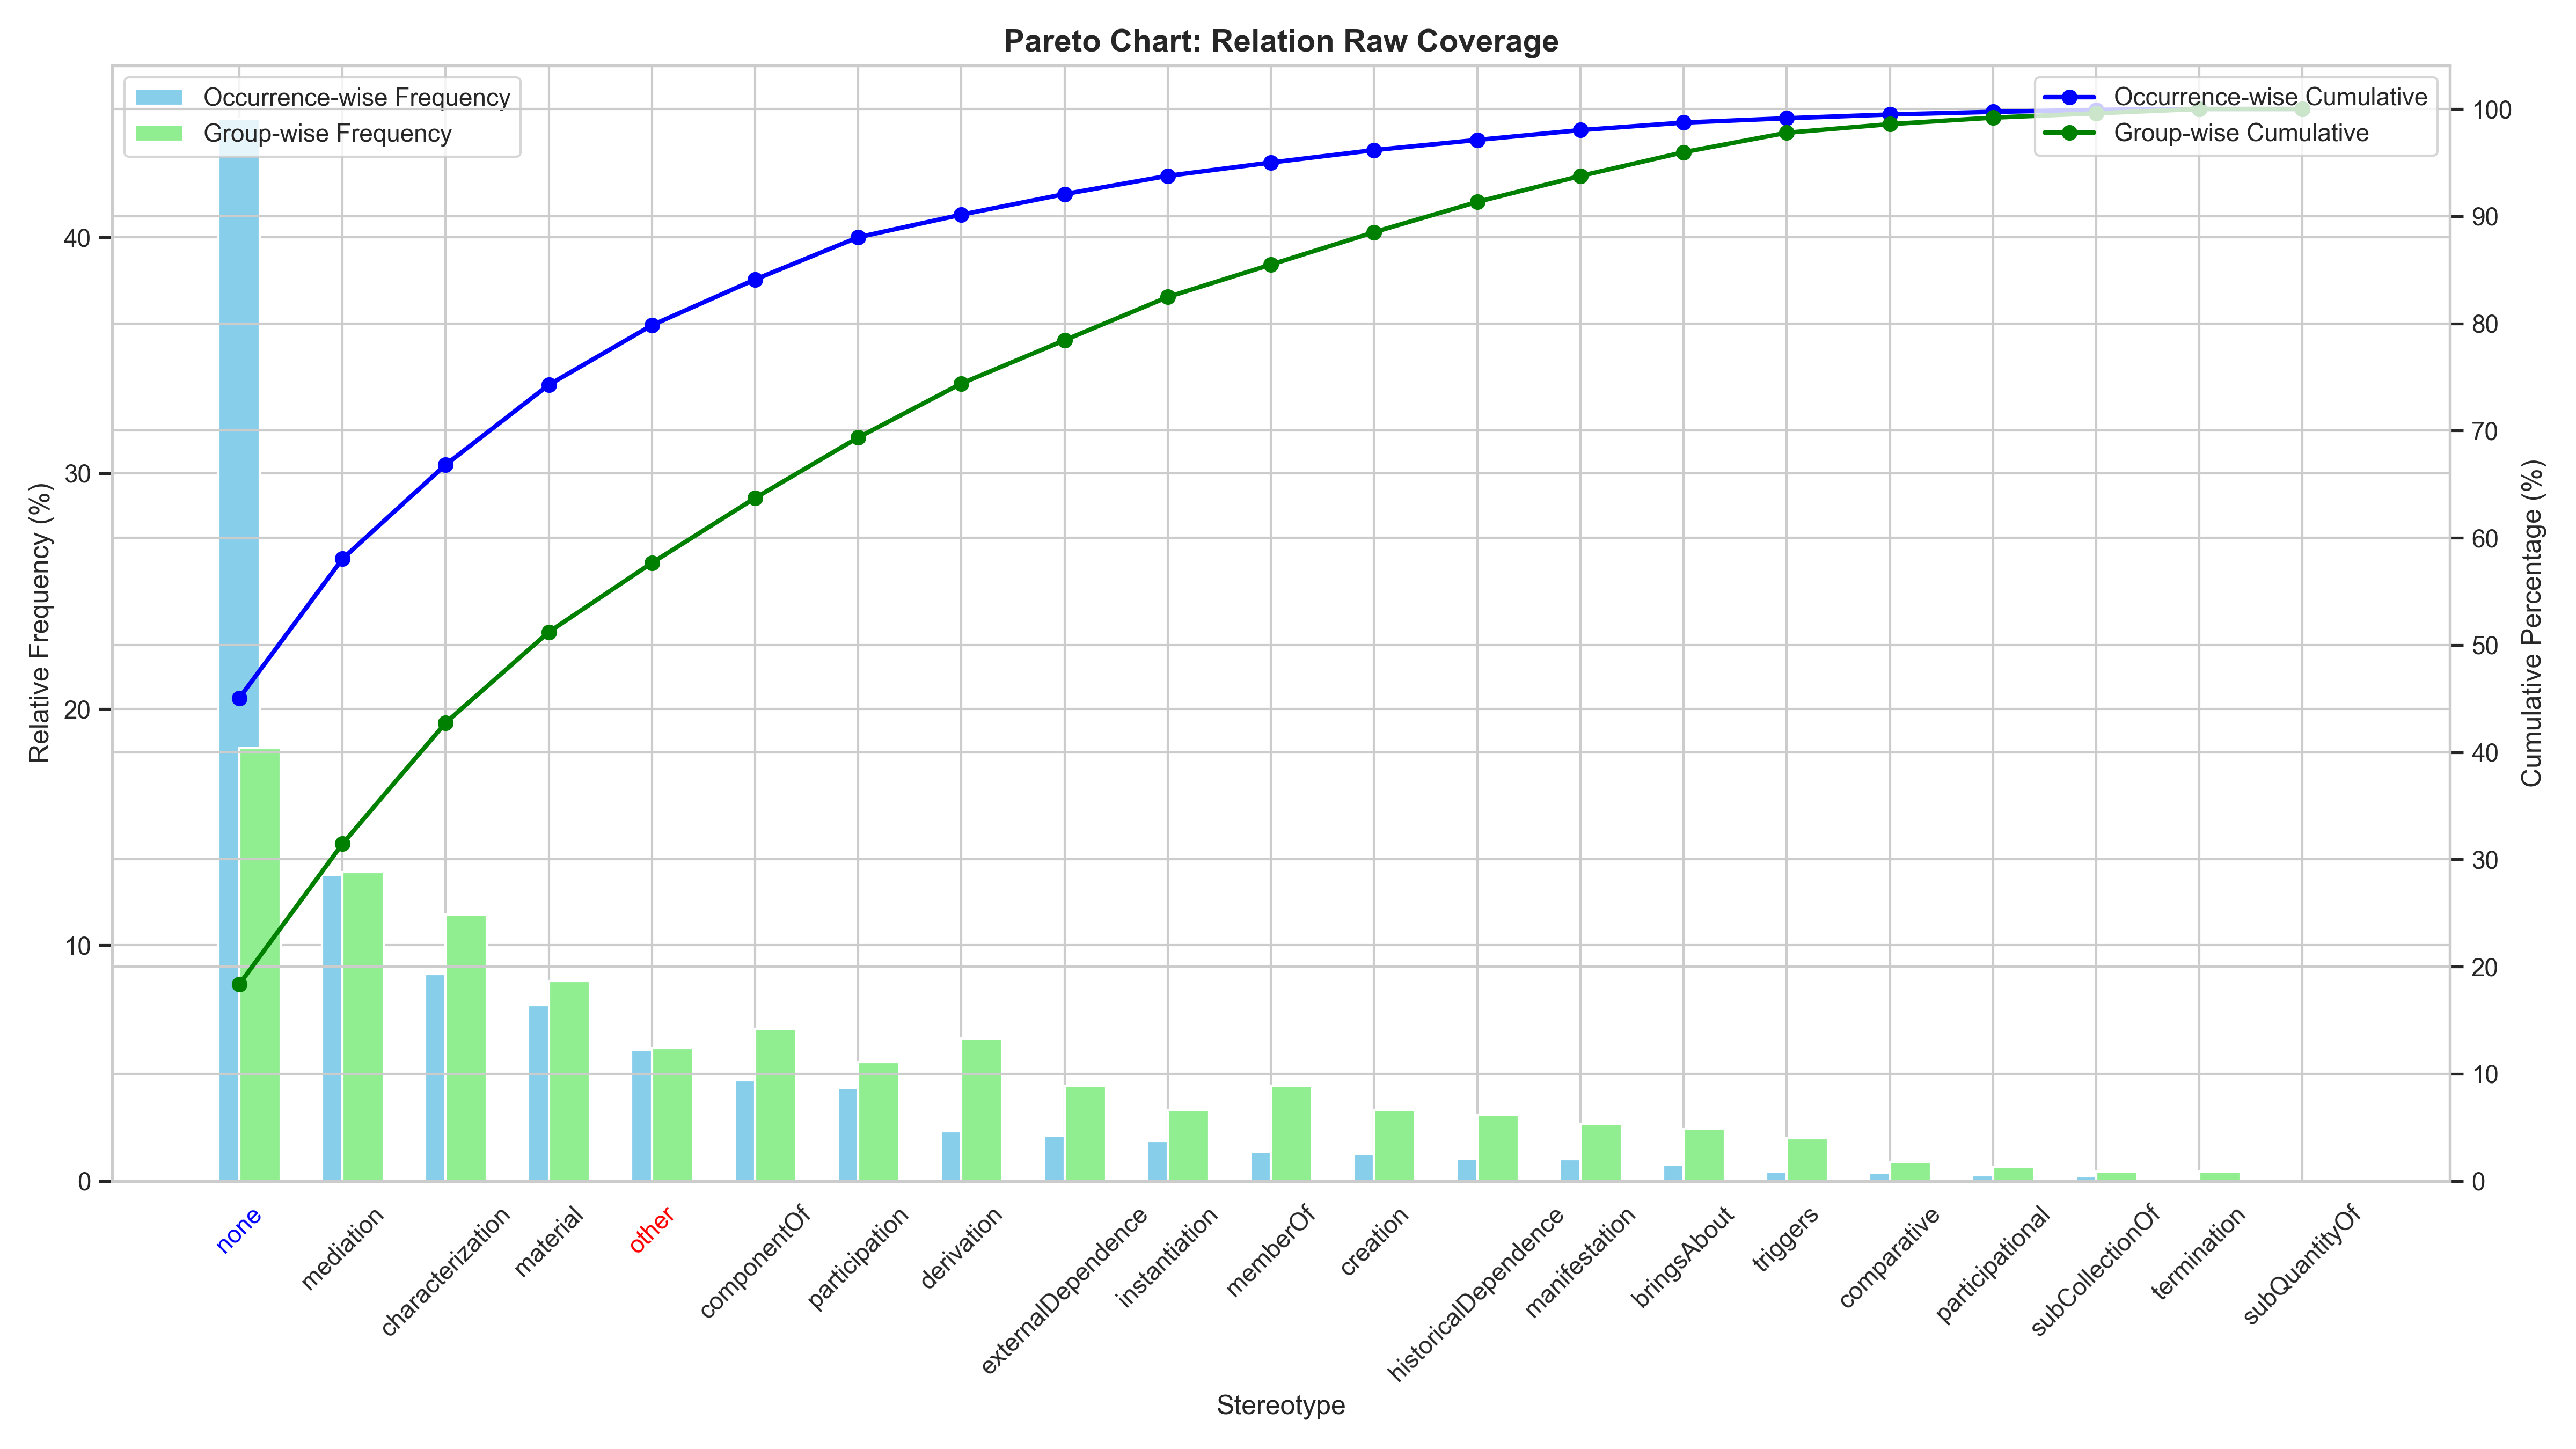 Pareto Chart: Relation Raw Coverage
Occurrence-wise Frequency
Group-wise Frequency
Occurrence-wise Cumulative
Group-wise Cumulative
Relative Frequency (%)
40
30
20
10
0
Cumulative Percentage (%)
100
90
80
70
60
50
40
30
20
10
0
none
mediation
characterization
material
other
componentOf
participation
derivation
externalDependence
instantiation
memberOf
creation
historicalDependence
manifestation
bringsAbout
triggers
comparative
participational
subCollectionOf
termination
subQuantityOf
Stereotype